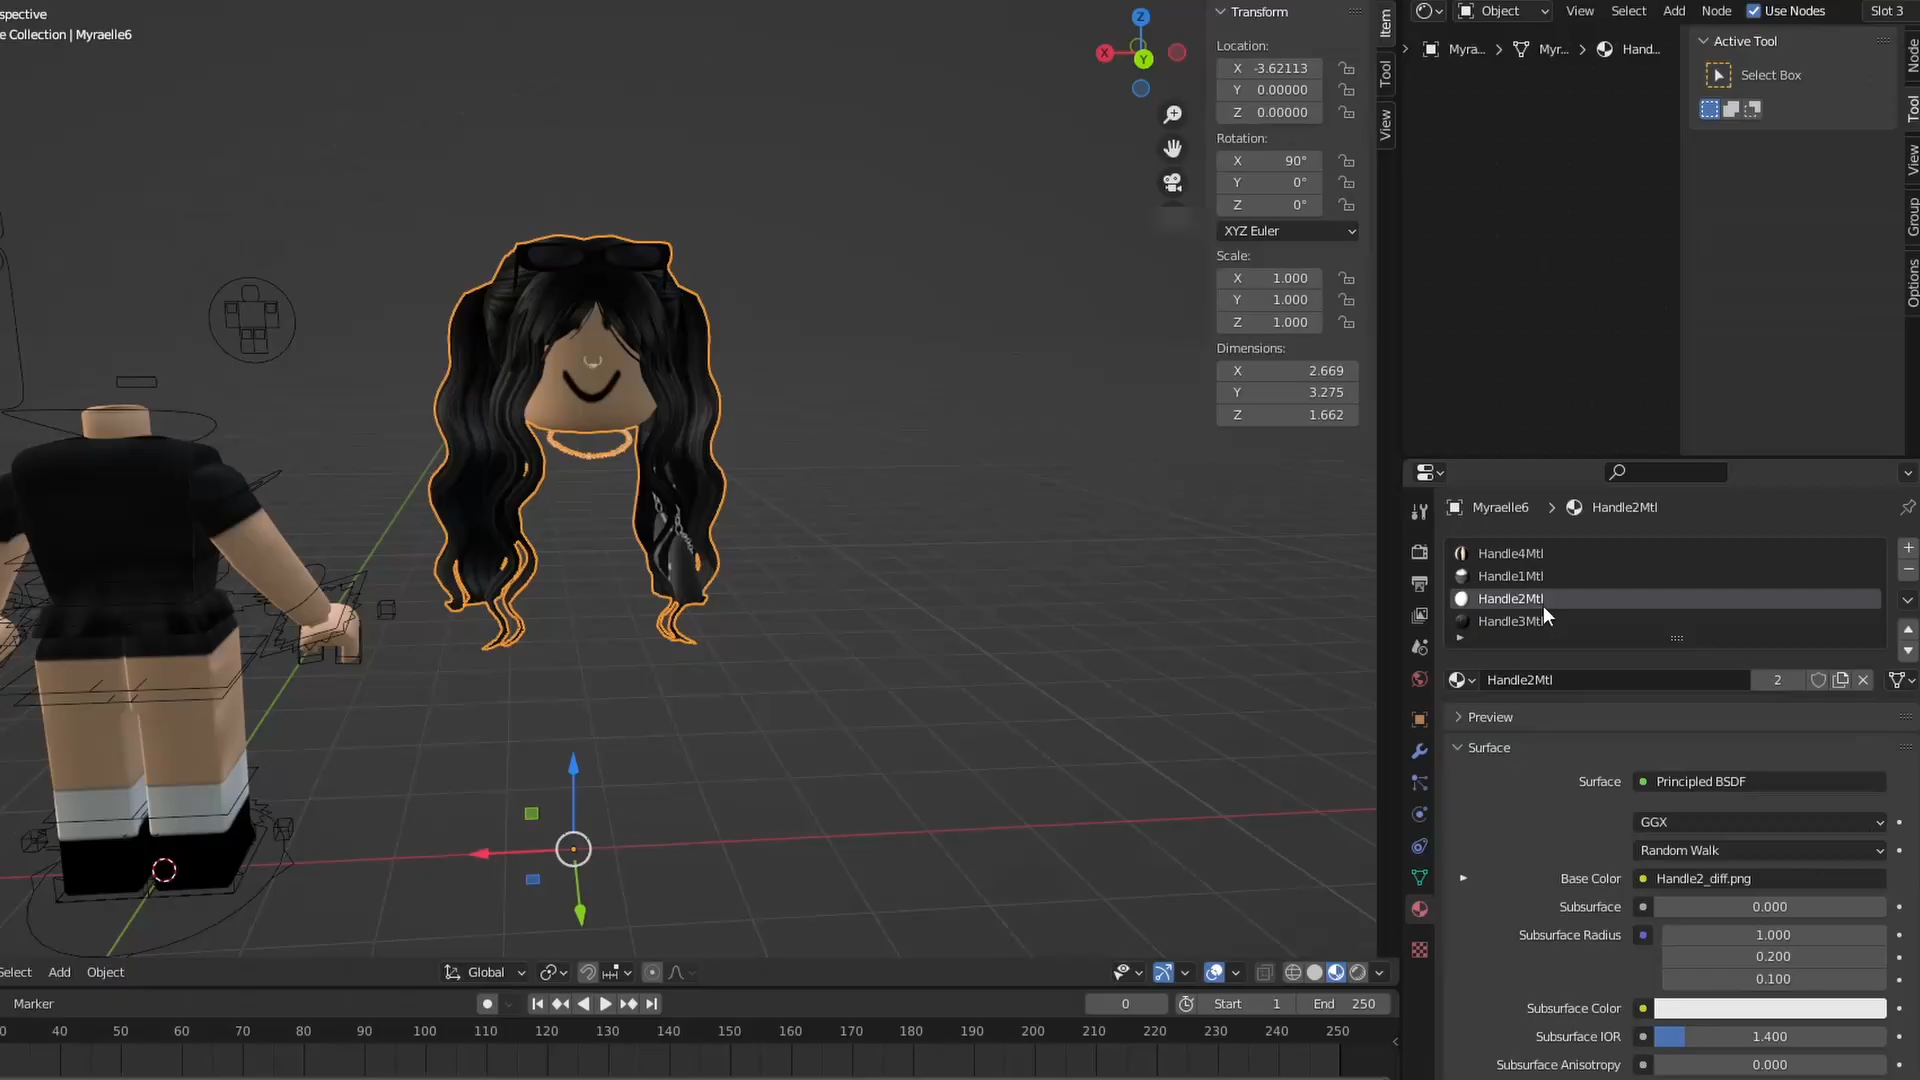 spective
e Collection | Myraelle6
Z
X
Y
Transform
Location:
X -3.62113
Y 0.00000
Z 0.00000
Rotation:
X 90°
Y 0°
Z 0°
XYZ Euler
Scale:
X 1.000
Y 1.000
Z 1.000
Dimensions:
X 2.669
Y 3.275
Z 1.662
Item
Tool
View
Object View Select Add Node Use Nodes Slot 3
Myra... Myr... Hand...
Active Tool
Select Box
Node
Tool
View
Group
Options
Myraelle6 Handle2Mtl
Handle4Mtl
Handle1Mtl
Handle2Mtl
Handle3Mtl
Handle2Mtl 2
Preview
Surface
Surface Principled BSDF
GGX
Random Walk
Base Color Handle2_diff.png
Subsurface 0.000
Subsurface Radius 1.000
0.200
0.100
Subsurface Color
Subsurface IOR 1.400
Subsurface Anisotropy 0.000
Select Add Object Global
Marker 0 Start 1 End 250
30 40 50 60 70 80 90 100 110 120 130 140 150 160 170 180 190 200 210 220 230 240 250